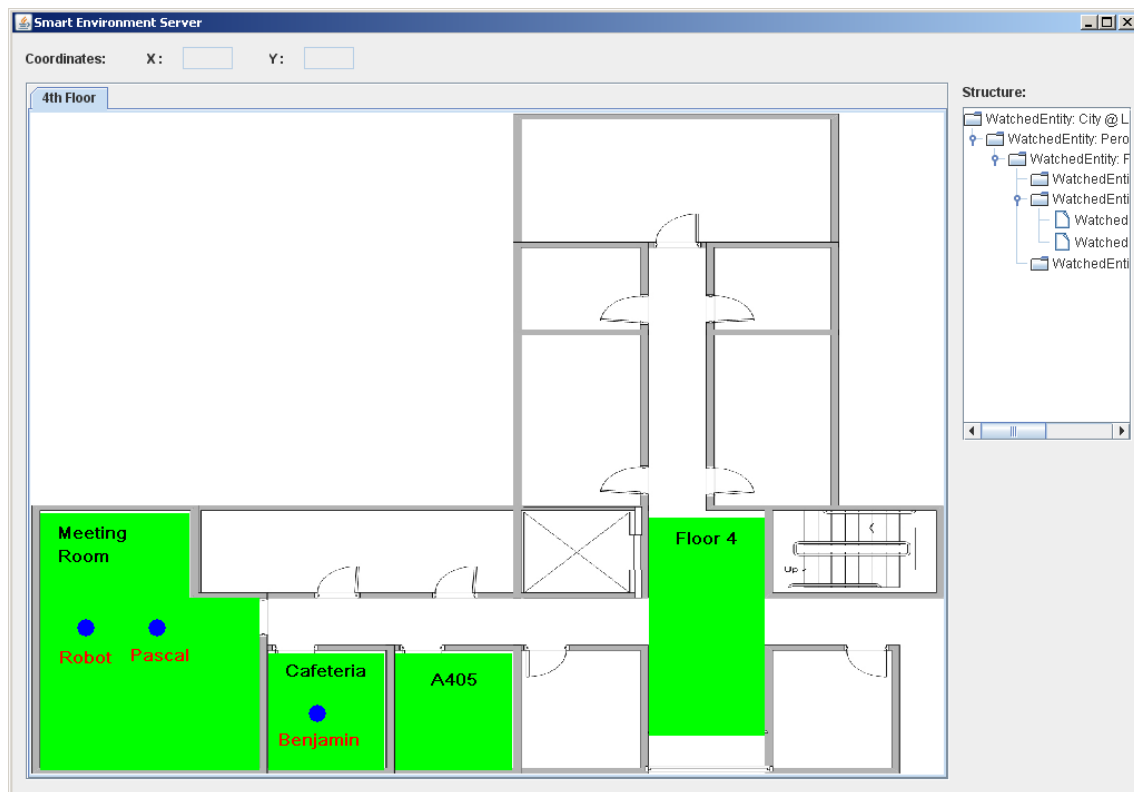 Smart Environment Server
Coordinates: X : Y :
4th Floor
Structure:
WatchedEntity: City @ L
WatchedEntity: Pero
WatchedEntity: F
WatchedEnti
WatchedEnti
Watched
Watched
WatchedEnti
Meeting
Room
Floor 4
Up
Robot Pascal
Cafeteria
A405
Benjamin